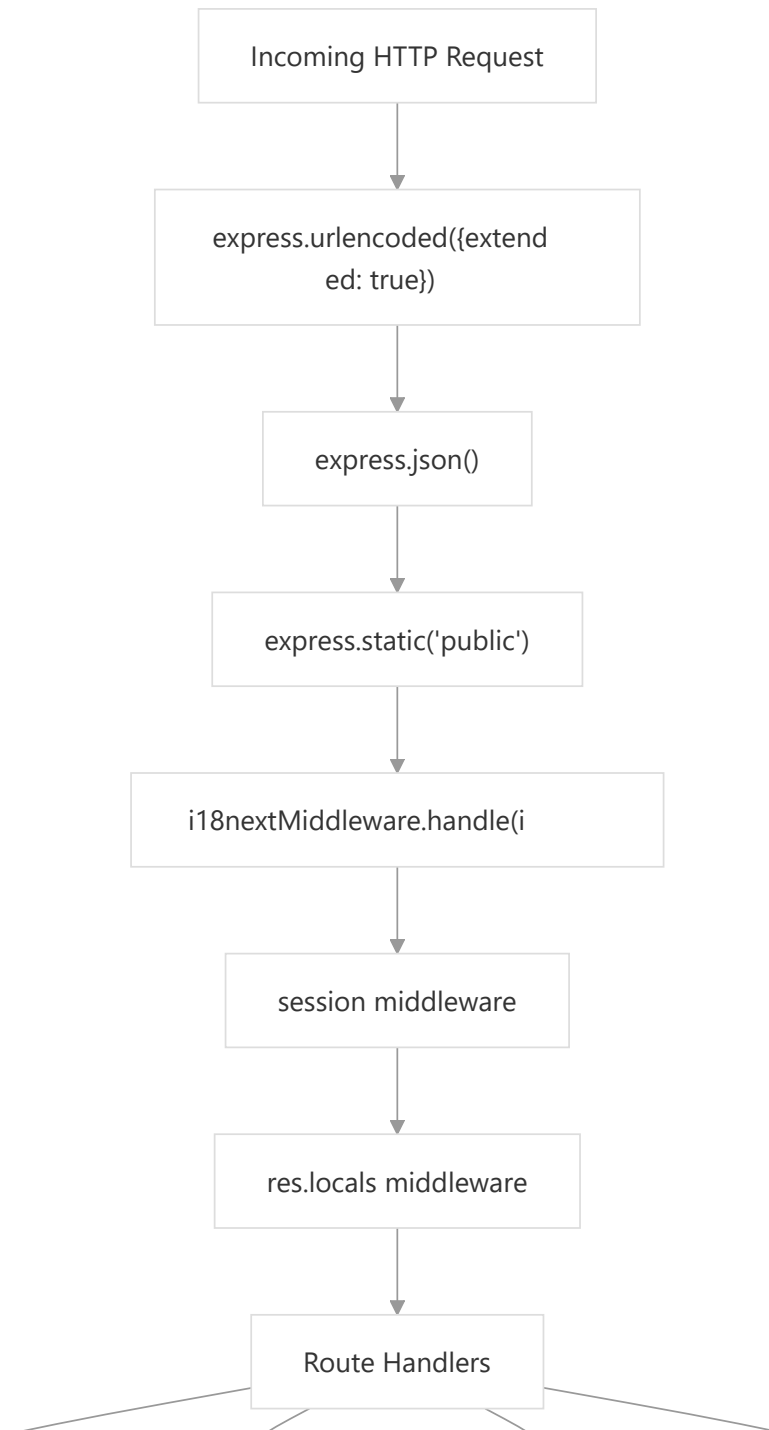 Incoming HTTP Request
express.urlencoded({extend
ed: true})
express.json()
express.static('public')
i18nextMiddleware.handle(i
session middleware
res.locals middleware
Route Handlers